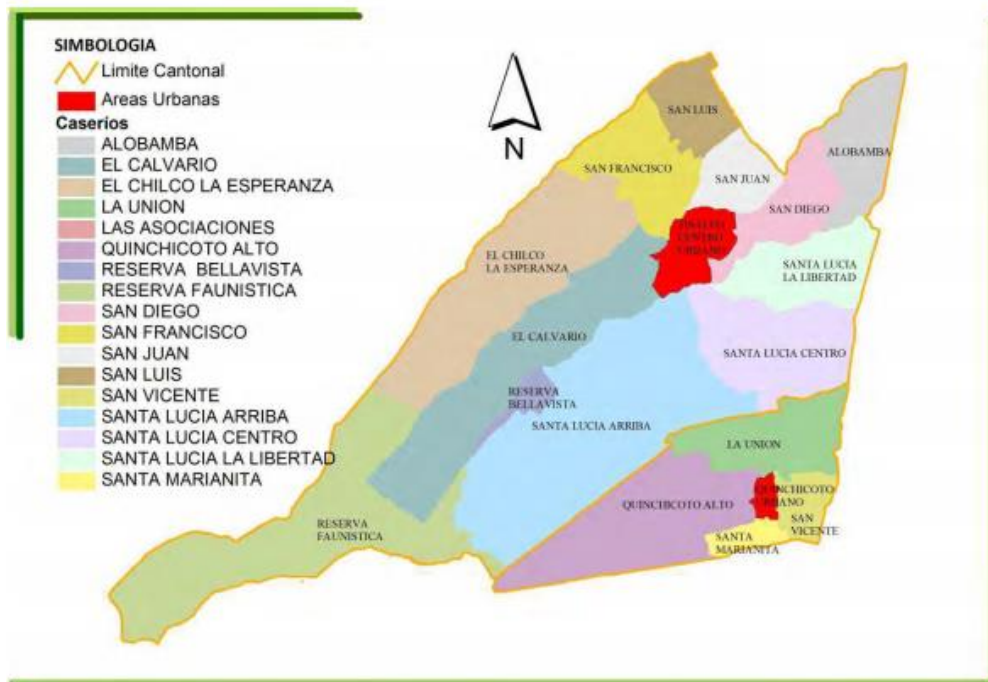 SIMBOLOGIA
Limite Cantonal
Areas Urbanas
Caserios
ALOBAMBA
EL CALVARIO
EL CHILCO LA ESPERANZA
LA UNION
LAS ASOCIACIONES
QUINCHICOTO ALTO
RESERVA BELLAVISTA
RESERVA FAUNISTICA
SAN DIEGO
SAN FRANCISCO
SAN JUAN
SAN LUIS
SAN VICENTE
SANTA LUCIA ARRIBA
SANTA LUCIA CENTRO
SANTA LUCIA LA LIBERTAD
SANTA MARIANITA
N
SAN LUIS
ALOBAMBA
SAN FRANCISCO
SAN JUAN
SAN DIEGO
CENTRO
URBANO
EL CHILCO
LA ESPERANZA
SANTA LUCIA
LA LIBERTAD
EL CALVARIO
SANTA LUCIA CENTRO
RESERVA
BELLAVISTA
SANTA LUCIA ARRIBA
LA UNION
QUINCHICOTO
URBANO
QUINCHICOTO ALTO
SAN
VICENTE
SANTA
MARIANITA
RESERVA
FAUNISTICA